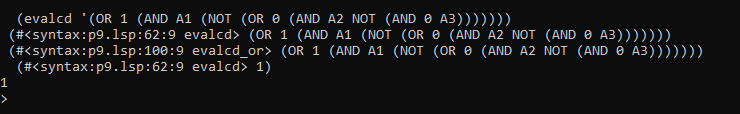 (evalcd '(OR 1 (AND A1 (NOT (OR 0 (AND A2 NOT (AND 0 A3)))))))
(#<syntax:p9.lsp:62:9 evalcd> (OR 1 (AND A1 (NOT (OR 0 (AND A2 NOT (AND 0 A3)))))))
(#<syntax:p9.lsp:100:9 evalcd_or> (OR 1 (AND A1 (NOT (OR 0 (AND A2 NOT (AND 0 A3)))))))
(#<syntax:p9.lsp:62:9 evalcd> 1)
1
>